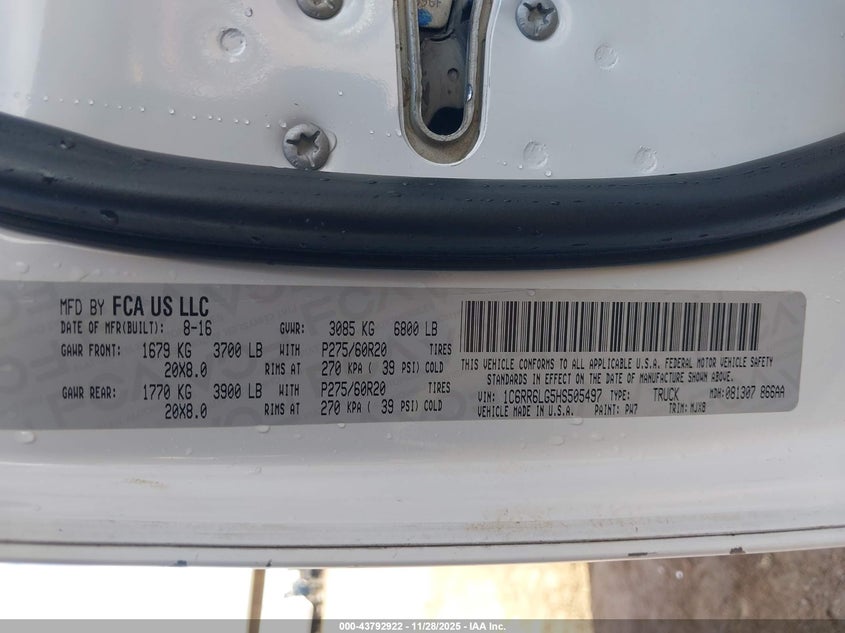 MFD BY FCA US LLC
DATE OF MFR(BUILT): 8-16 GVWR: 3085 KG 6800 LB
GAWR FRONT: 1679 KG 3700 LB WITH P275/60R20 TIRES
20X8.0 RIMS AT 270 KPA ( 39 PSI) COLD
GAWR REAR: 1770 KG 3900 LB WITH P275/60R20 TIRES
20X8.0 RIMS AT 270 KPA ( 39 PSI) COLD
THIS VEHICLE CONFORMS TO ALL APPLICABLE U.S.A. FEDERAL MOTOR VEHICLE SAFETY
STANDARDS IN EFFECT ON THE DATE OF MANUFACTURE SHOWN ABOVE.
VIN: 1C6RR6LG5HS505497 TYPE: TRUCK MDH: 081307 866AA
VEHICLE MADE IN U.S.A. PAINT: PW7 TRIM: MJX8
000-43792922 - 11/28/2025 - IAA Inc.